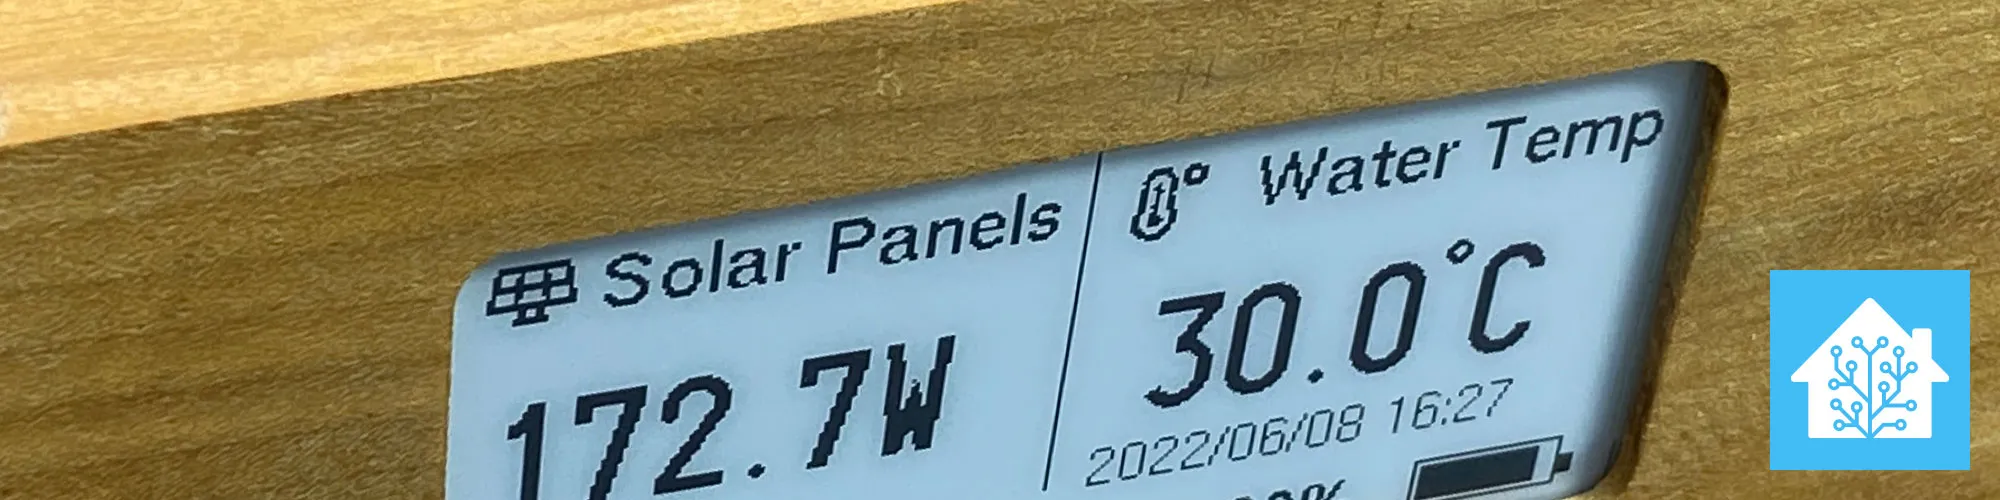 Solar Panels
172.7W
Water Temp
30.0°C
2022/06/08 16:27